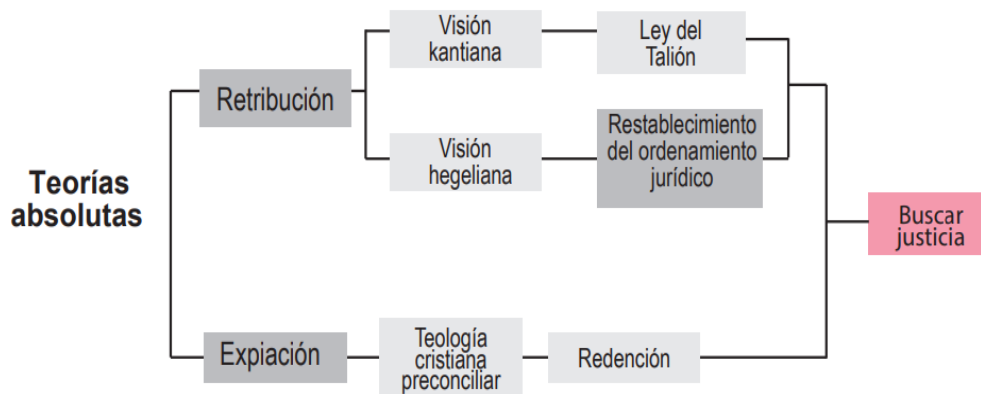 Teorías
absolutas
Retribución
Visión
kantiana
Ley del
Talión
Visión
hegeliana
Restablecimiento
del ordenamiento
jurídico
Expiación
Teología
cristiana
preconciliar
Redención
Buscar
justicia